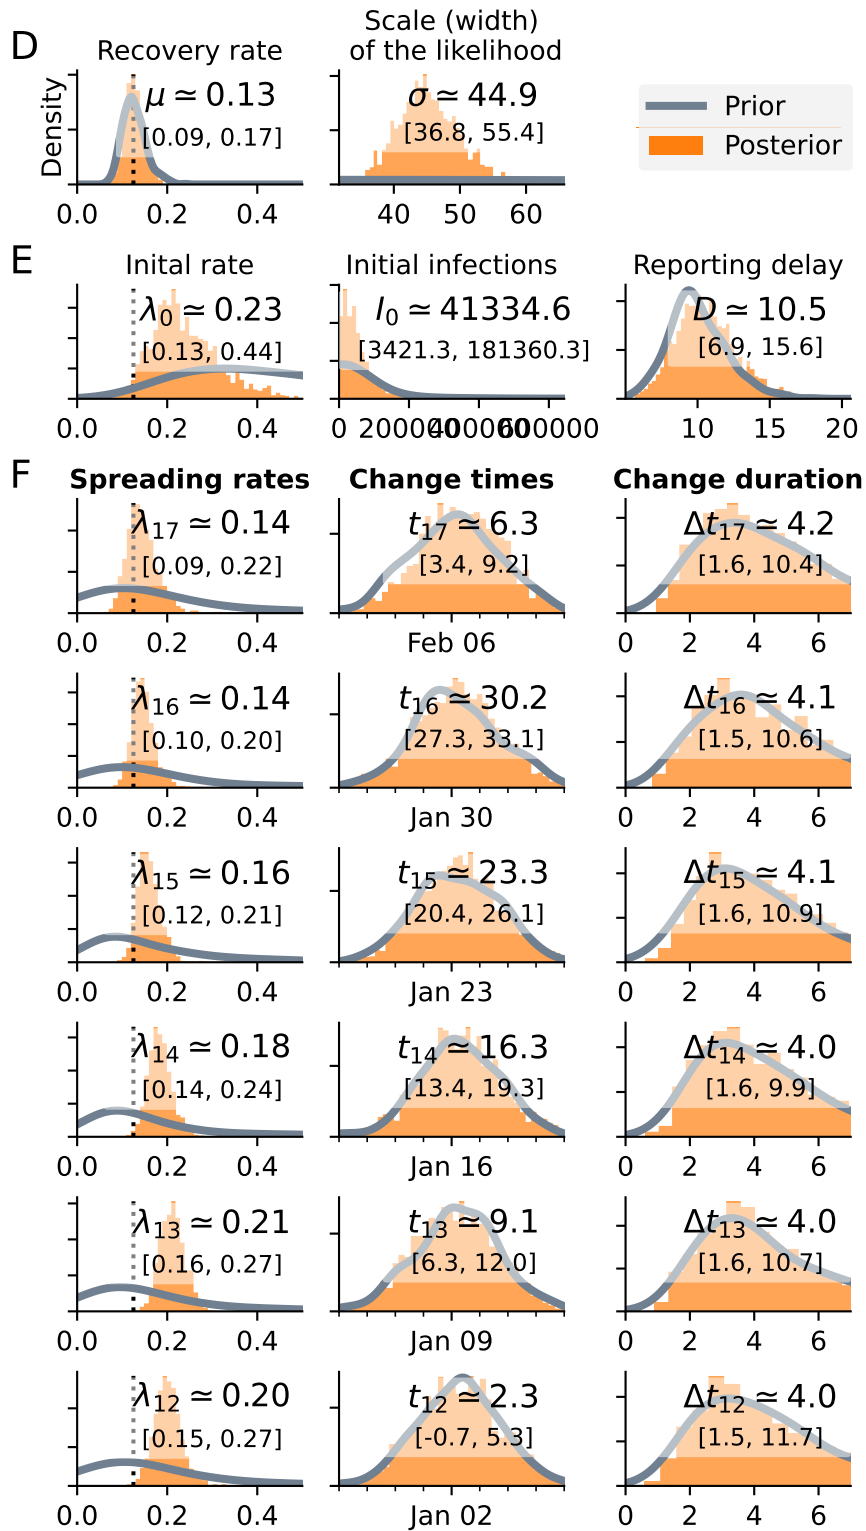 D
Recovery rate
Scale (width)
of the likelihood
Density
μ ≃ 0.13
[0.09, 0.17]
0.0 0.2 0.4
σ ≃ 44.9
[36.8, 55.4]
40 50 60
Prior
Posterior
E
Inital rate
Initial infections
Reporting delay
λ0 ≃ 0.23
[0.13, 0.44]
0.0 0.2 0.4
I0 ≃ 41334.6
[3421.3, 181360.3]
0 200000 400000 600000
D ≃ 10.5
[6.9, 15.6]
10 15 20
F
Spreading rates
Change times
Change duration
λ17 ≃ 0.14
[0.09, 0.22]
0.0 0.2 0.4
t17 ≃ 6.3
[3.4, 9.2]
Feb 06
Δt17 ≃ 4.2
[1.6, 10.4]
0 2 4 6
λ16 ≃ 0.14
[0.10, 0.20]
0.0 0.2 0.4
t16 ≃ 30.2
[27.3, 33.1]
Jan 30
Δt16 ≃ 4.1
[1.5, 10.6]
0 2 4 6
λ15 ≃ 0.16
[0.12, 0.21]
0.0 0.2 0.4
t15 ≃ 23.3
[20.4, 26.1]
Jan 23
Δt15 ≃ 4.1
[1.6, 10.9]
0 2 4 6
λ14 ≃ 0.18
[0.14, 0.24]
0.0 0.2 0.4
t14 ≃ 16.3
[13.4, 19.3]
Jan 16
Δt14 ≃ 4.0
[1.6, 9.9]
0 2 4 6
λ13 ≃ 0.21
[0.16, 0.27]
0.0 0.2 0.4
t13 ≃ 9.1
[6.3, 12.0]
Jan 09
Δt13 ≃ 4.0
[1.6, 10.7]
0 2 4 6
λ12 ≃ 0.20
[0.15, 0.27]
0.0 0.2 0.4
t12 ≃ 2.3
[-0.7, 5.3]
Jan 02
Δt12 ≃ 4.0
[1.5, 11.7]
0 2 4 6